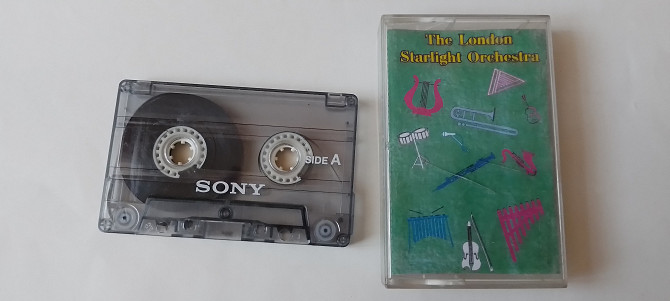 SIDE A
SONY
The London
Starlight Orchestra